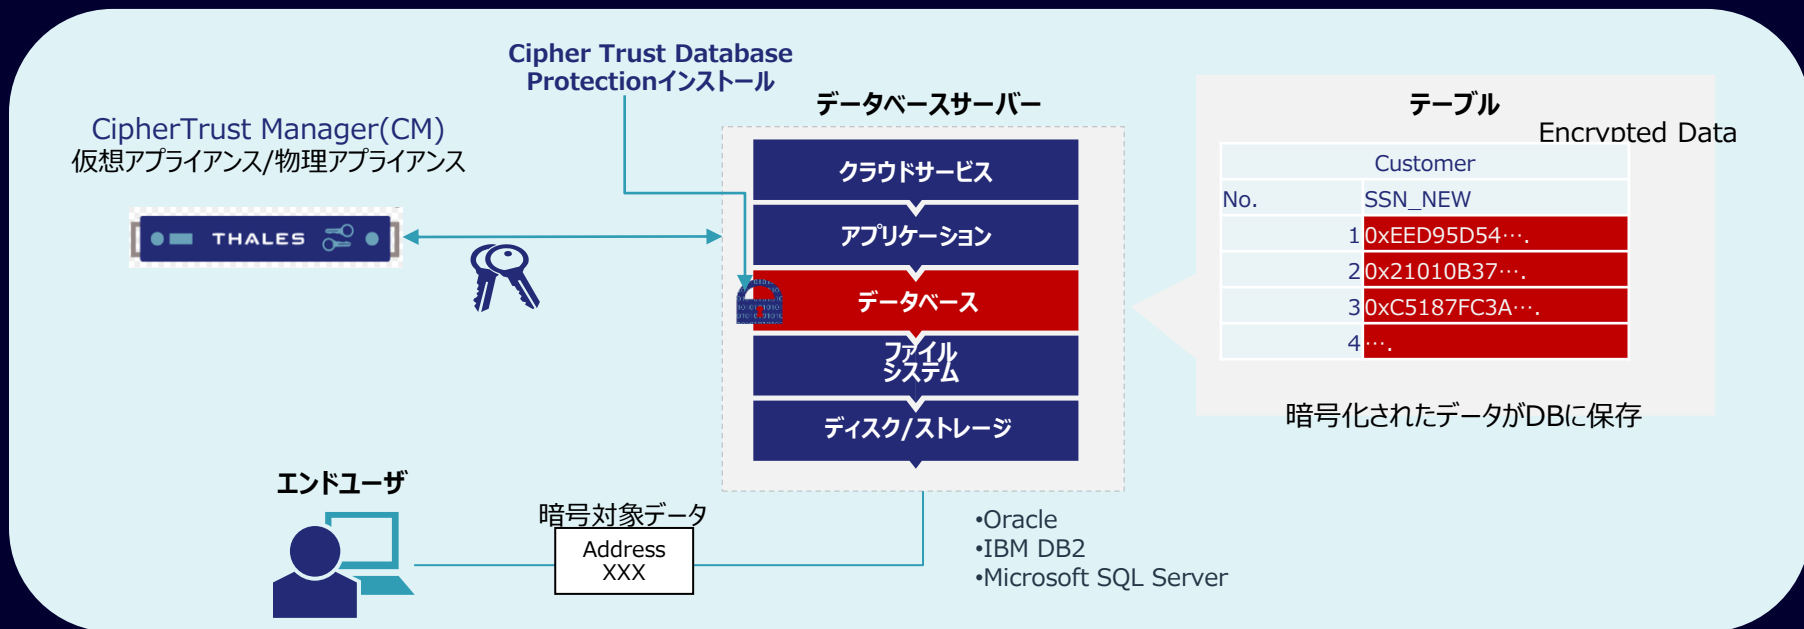 Cipher Trust Database
Protectionインストール
CipherTrust Manager(CM)
仮想アプライアンス/物理アプライアンス
THALES
データベースサーバー
クラウドサービス
アプリケーション
データベース
ファイル
システム
ディスク/ストレージ
テーブル
Encrypted Data
Customer
No. SSN_NEW
1 0xEED95D54….
2 0x21010B37….
3 0xC5187FC3A….
4 ….
暗号化されたデータがDBに保存
エンドユーザ
暗号対象データ
Address
XXX
•Oracle
•IBM DB2
•Microsoft SQL Server